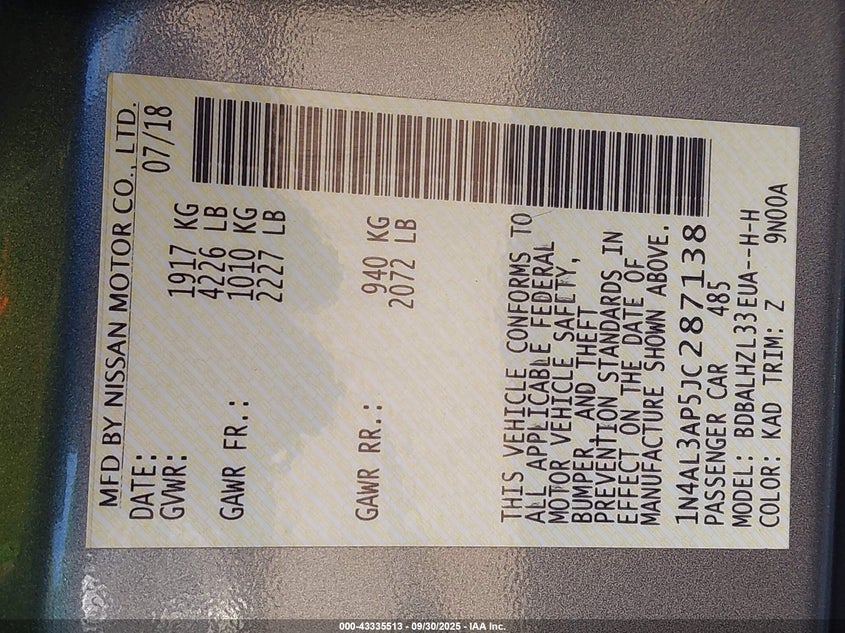 MFD BY NISSAN MOTOR CO., LTD.
DATE: 07/18
GVWR: 1917 KG
4226 LB
GAWR FR.: 1010 KG
2227 LB
GAWR RR.: 940 KG
2072 LB
THIS VEHICLE CONFORMS TO
ALL APPLICABLE FEDERAL
MOTOR VEHICLE SAFETY,
BUMPER, AND THEFT
PREVENTION STANDARDS IN
EFFECT ON THE DATE OF
MANUFACTURE SHOWN ABOVE.
1N4AL3AP5JC287138
PASSENGER CAR 485
MODEL: BDBALHZL33EUA--H-H
COLOR: KAD TRIM: Z 9N00A
000-43335513 - 09/30/2025 - IAA Inc.